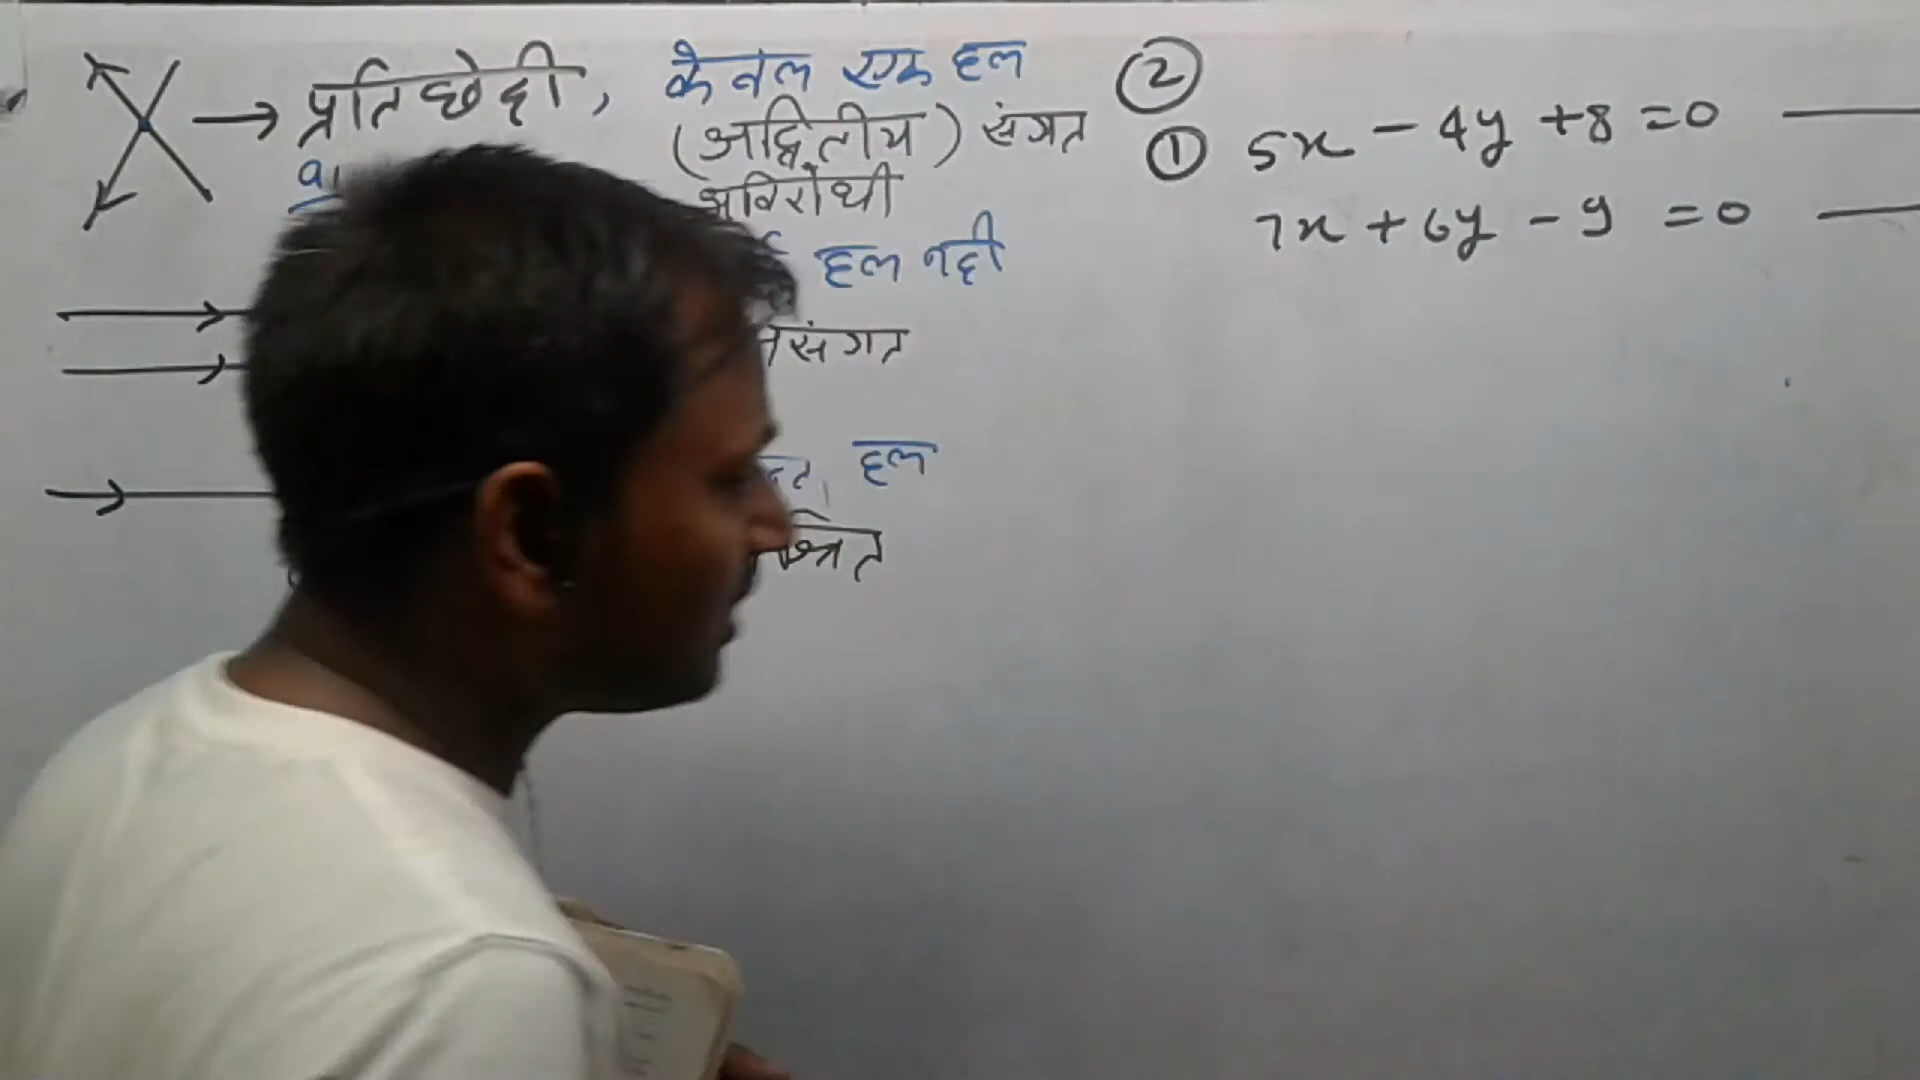 → प्रतिछेदी, केवल एक हल
(अद्वितीय) संगत
अविरोधी
हल नहीं
हल
②
① 5x - 4y + 8 = 0
7x + 6y - 9 = 0